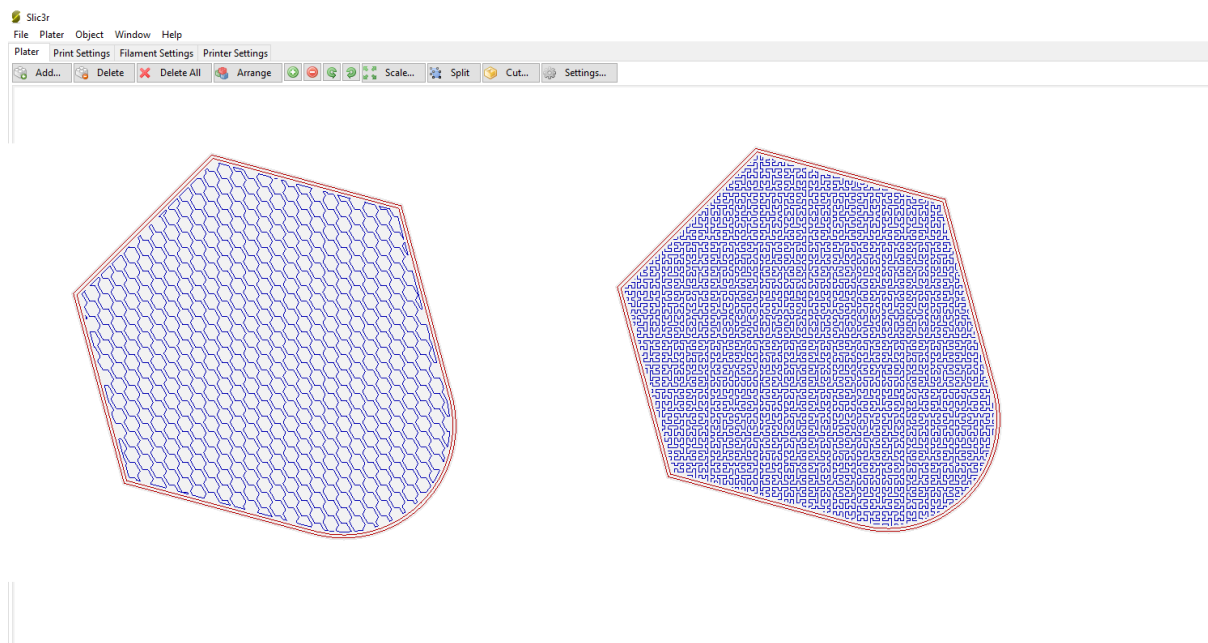 Slic3r
File Plater Object Window Help
Plater Print Settings Filament Settings Printer Settings
Add... Delete Delete All Arrange Scale... Split Cut... Settings...